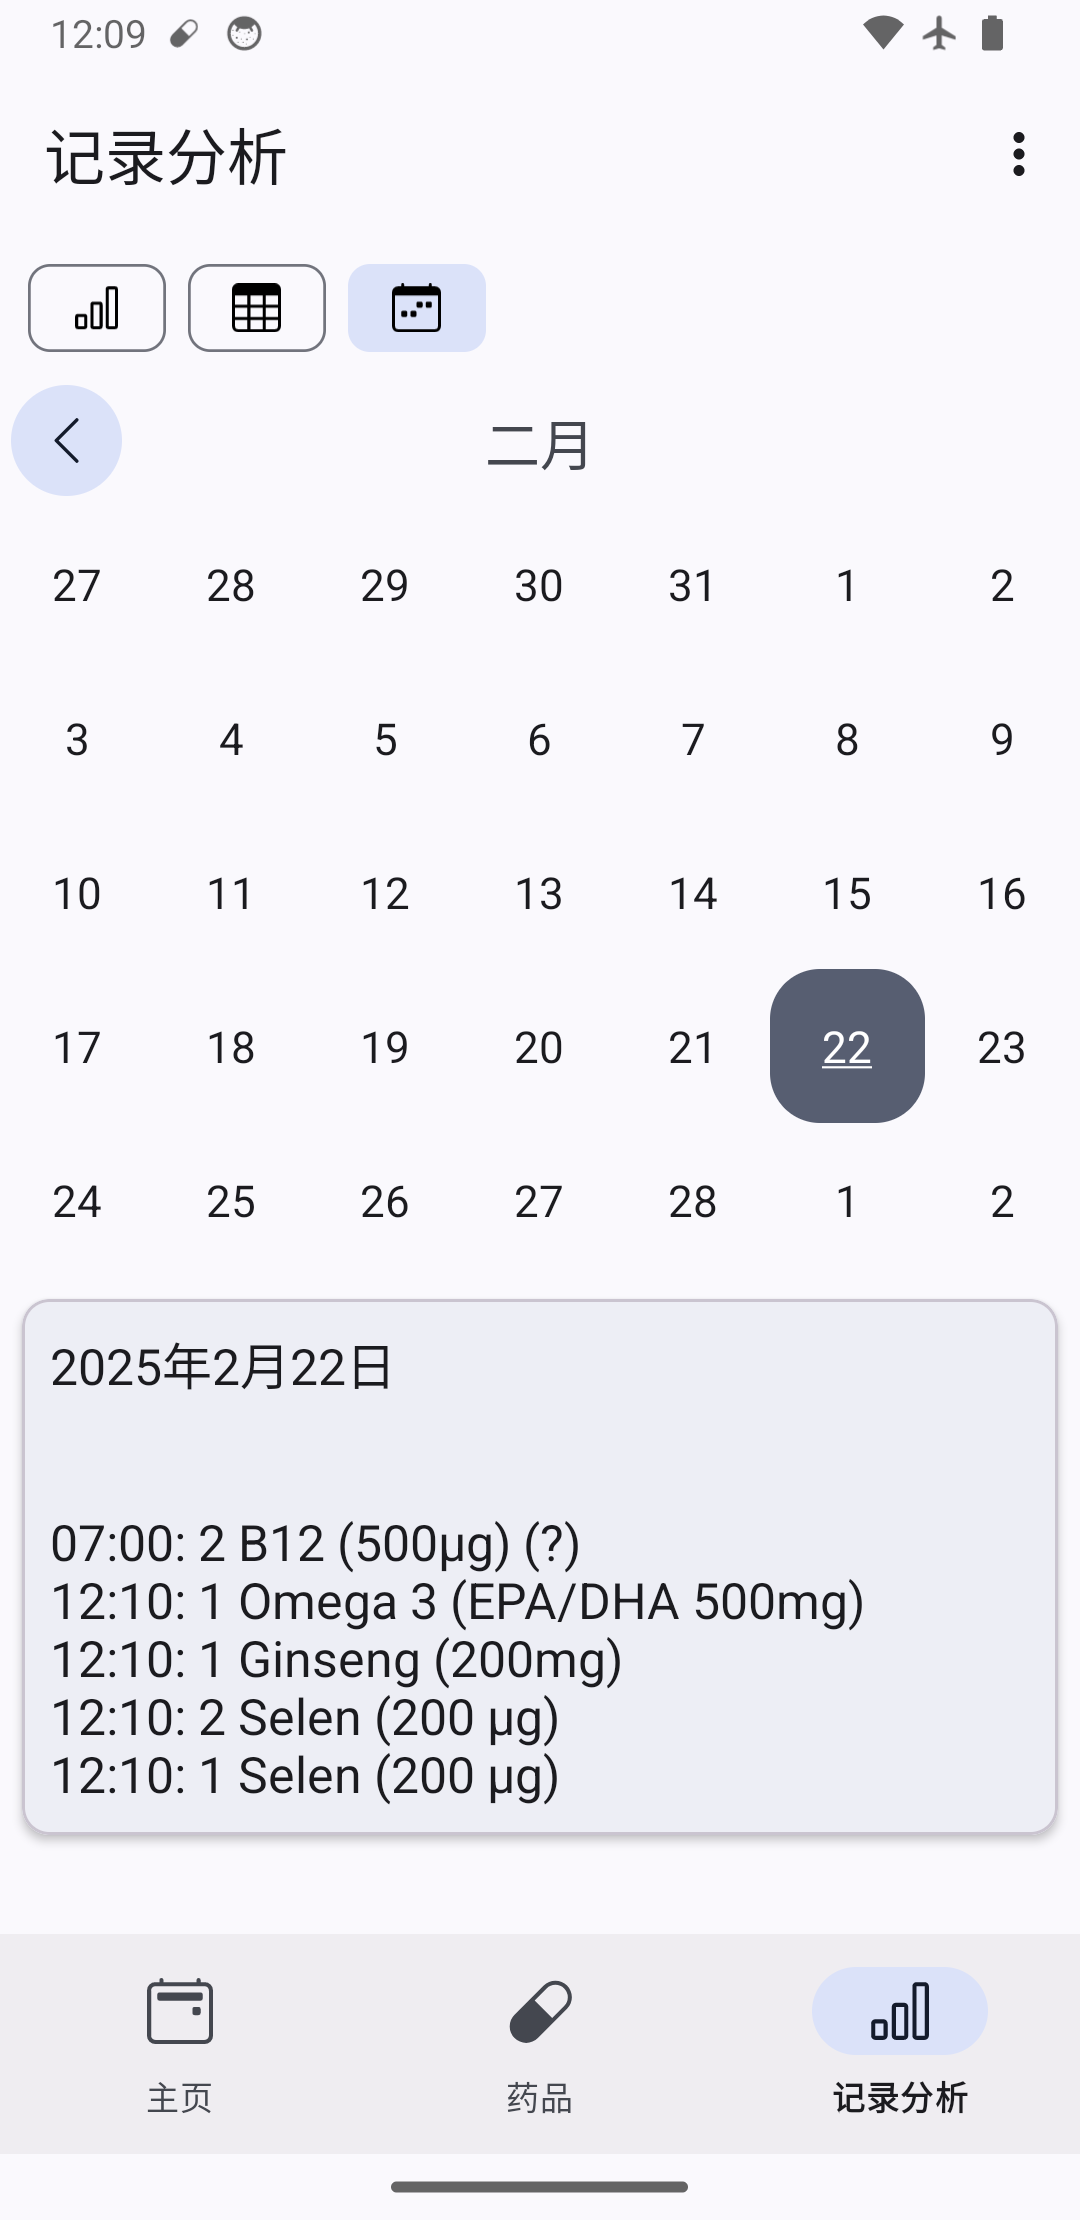 12:09
记录分析
二月
27 28 29 30 31 1 2
3 4 5 6 7 8 9
10 11 12 13 14 15 16
17 18 19 20 21 22 23
24 25 26 27 28 1 2
2025年2月22日
07:00: 2 B12 (500µg) (?)
12:10: 1 Omega 3 (EPA/DHA 500mg)
12:10: 1 Ginseng (200mg)
12:10: 2 Selen (200 µg)
12:10: 1 Selen (200 µg)
主页 药品 记录分析